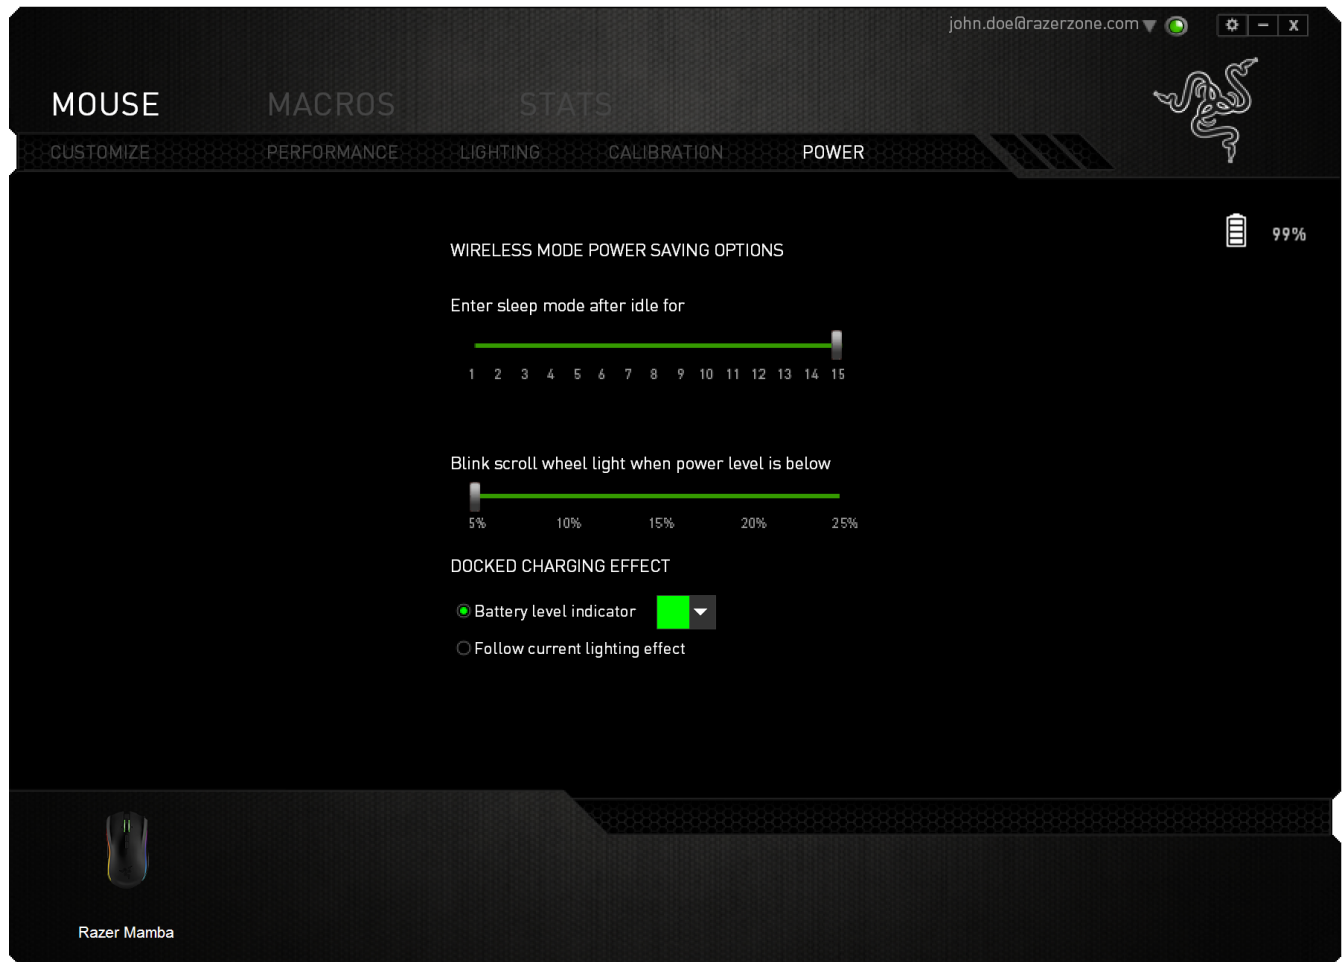 john.doe@razerzone.com
X
MOUSE MACROS STATS
CUSTOMIZE PERFORMANCE LIGHTING CALIBRATION POWER
99%
WIRELESS MODE POWER SAVING OPTIONS
Enter sleep mode after idle for
1 2 3 4 5 6 7 8 9 10 11 12 13 14 15
Blink scroll wheel light when power level is below
5% 10% 15% 20% 25%
DOCKED CHARGING EFFECT
Battery level indicator
Follow current lighting effect
Razer Mamba